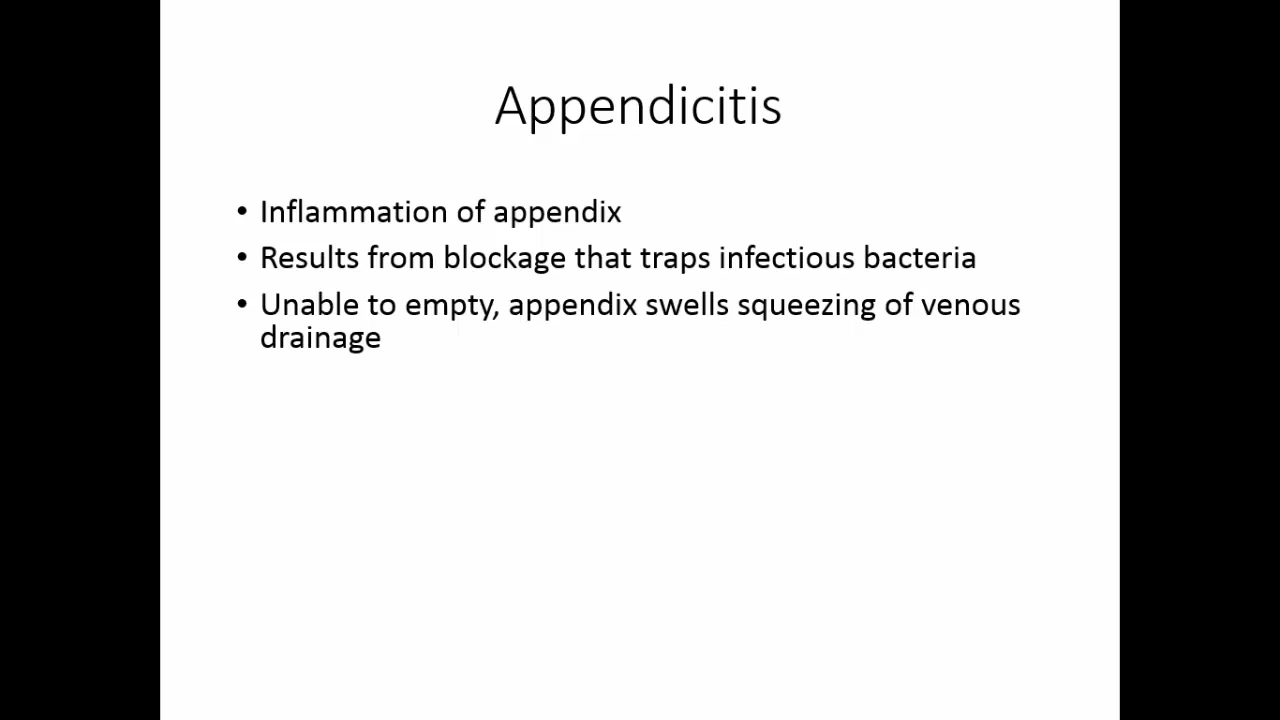 Appendicitis
• Inflammation of appendix
• Results from blockage that traps infectious bacteria
• Unable to empty, appendix swells squeezing of venous
drainage